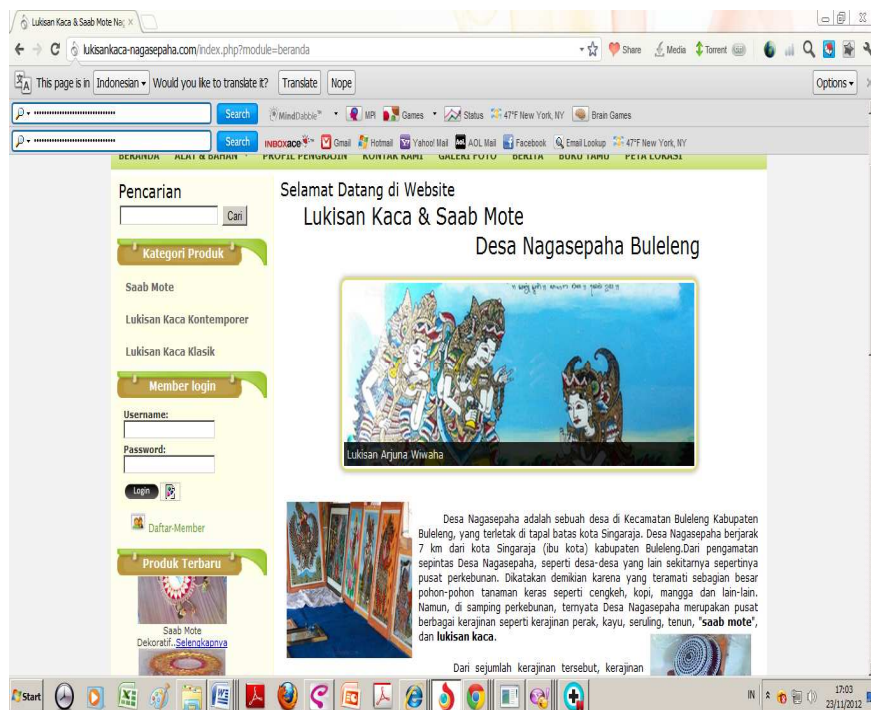 Lukisan Kaca & Saab Mote Nag
lukisankaca-nagasepaha.com/index.php?module=beranda
Share Media Torrent
This page is in Indonesian Would you like to translate it? Translate Nope Options
Search MindDabble MPI Games Status 47°F New York, NY Brain Games
Search INBOXACE Gmail Hotmail Yahoo! Mail AOL Mail Facebook Email Lookup 47°F New York, NY
BERANDA ALAT & BAHAN PROFIL PENGRAJIN KONTAK KAMI GALERI FOTO BERITA BUKU TAMU PETA LOKASI
Pencarian
Cari
Kategori Produk
Saab Mote
Lukisan Kaca Kontemporer
Lukisan Kaca Klasik
Member login
Username:
Password:
Login
Daftar-Member
Produk Terbaru
Saab Mote
Dekoratif..Selengkapnya
Selamat Datang di Website
Lukisan Kaca & Saab Mote
Desa Nagasepaha Buleleng
Lukisan Arjuna Wiwaha
Desa Nagasepaha adalah sebuah desa di Kecamatan Buleleng Kabupaten
Buleleng, yang terletak di tapal batas kota Singaraja. Desa Nagasepaha berjarak
7 km dari kota Singaraja (ibu kota) kabupaten Buleleng.Dari pengamatan
sepintas Desa Nagasepaha, seperti desa-desa yang lain sekitarnya sepertinya
pusat perkebunan. Dikatakan demikian karena yang teramati sebagian besar
pohon-pohon tanaman keras seperti cengkeh, kopi, mangga dan lain-lain.
Namun, di samping perkebunan, ternyata Desa Nagasepaha merupakan pusat
berbagai kerajinan seperti kerajinan perak, kayu, seruling, tenun, "saab mote",
dan lukisan kaca.
Dari sejumlah kerajinan tersebut, kerajinan
Start
IN
17:03
23/11/2012